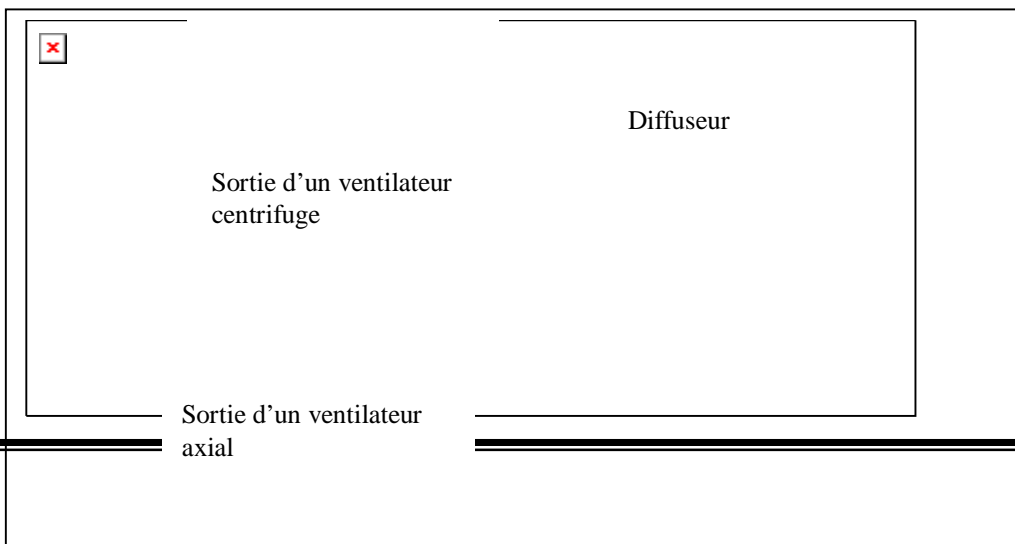 Diffuseur
Sortie d’un ventilateur
centrifuge
Sortie d’un ventilateur
axial